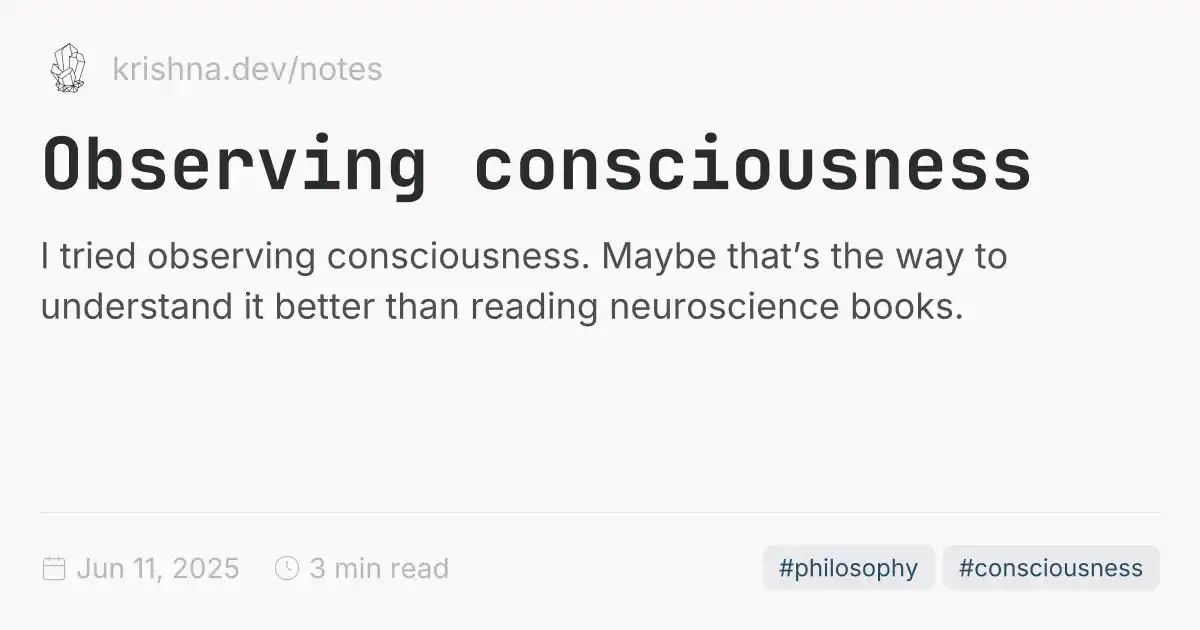 krishna.dev/notes
Observing consciousness
I tried observing consciousness. Maybe that’s the way to
understand it better than reading neuroscience books.
Jun 11, 2025 3 min read #philosophy #consciousness